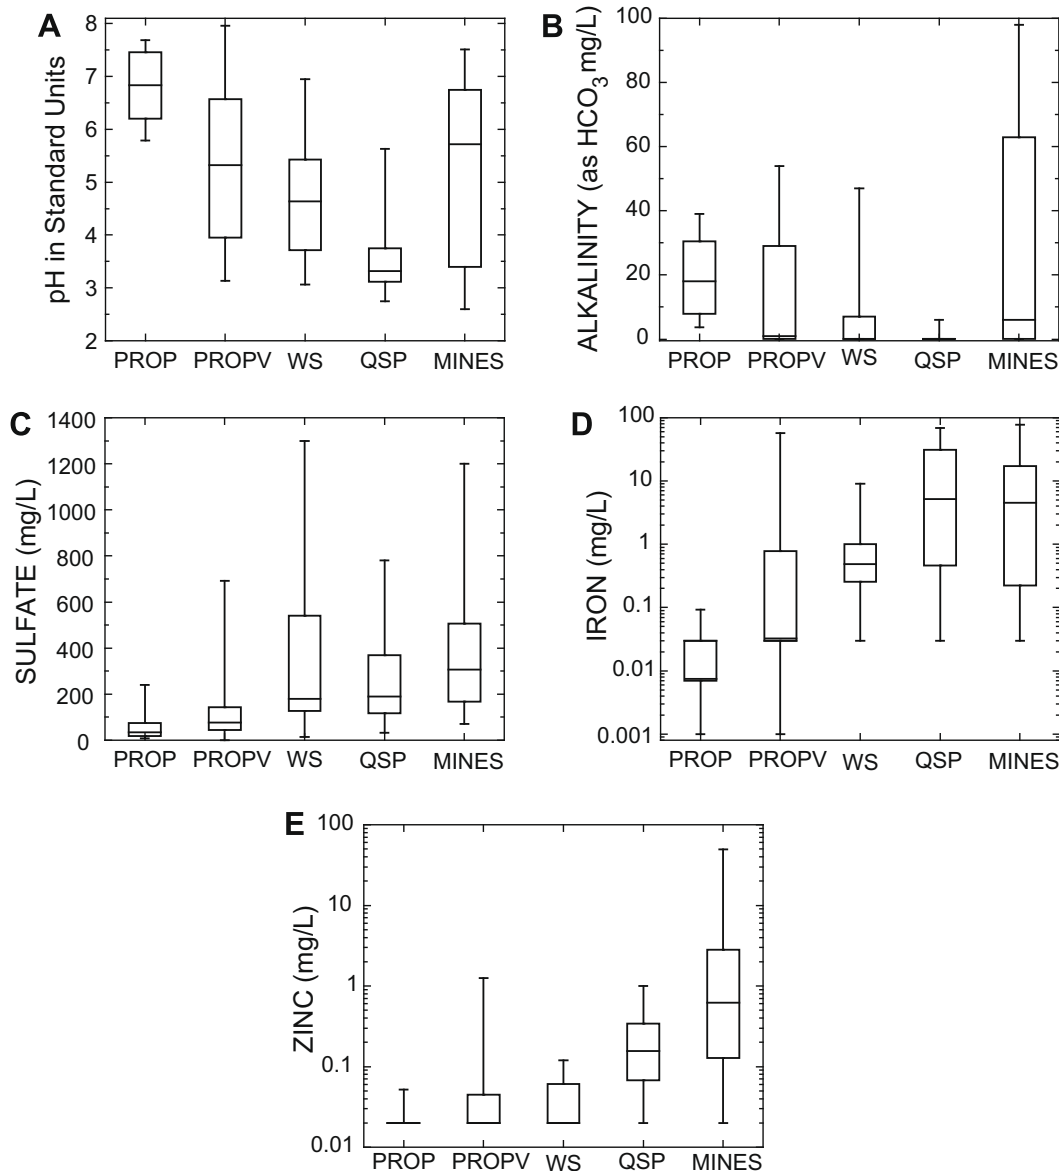 A
pH in Standard Units
8
7
6
5
4
3
2
PROP PROPV WS QSP MINES
B
ALKALINITY (as HCO3 mg/L)
100
80
60
40
20
0
PROP PROPV WS QSP MINES
C
SULFATE (mg/L)
1400
1200
1000
800
600
400
200
0
PROP PROPV WS QSP MINES
D
IRON (mg/L)
100
10
1
0.1
0.01
0.001
PROP PROPV WS QSP MINES
E
ZINC (mg/L)
100
10
1
0.1
0.01
PROP PROPV WS QSP MINES